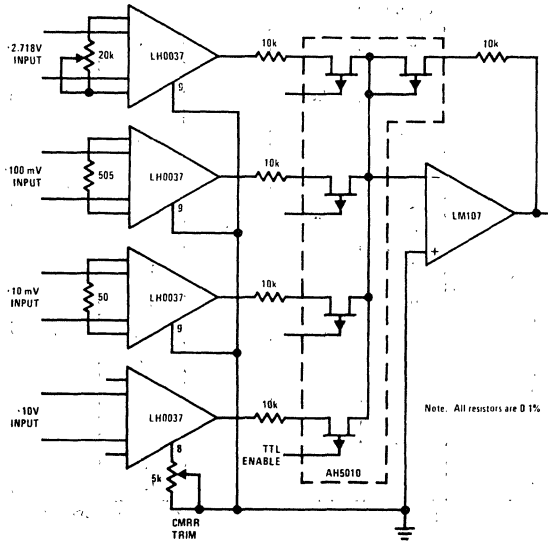 ·2.718V
INPUT
20k
LH0037
9
10k
10k
·100 mV
INPUT
505
LH0037
9
10k
LM107
·10 mV
INPUT
50
LH0037
9
10k
·10V
INPUT
LH0037
10k
8
5k
CMRR
TRIM
TTL
ENABLE
AH5010
Note. All resistors are 0 1%